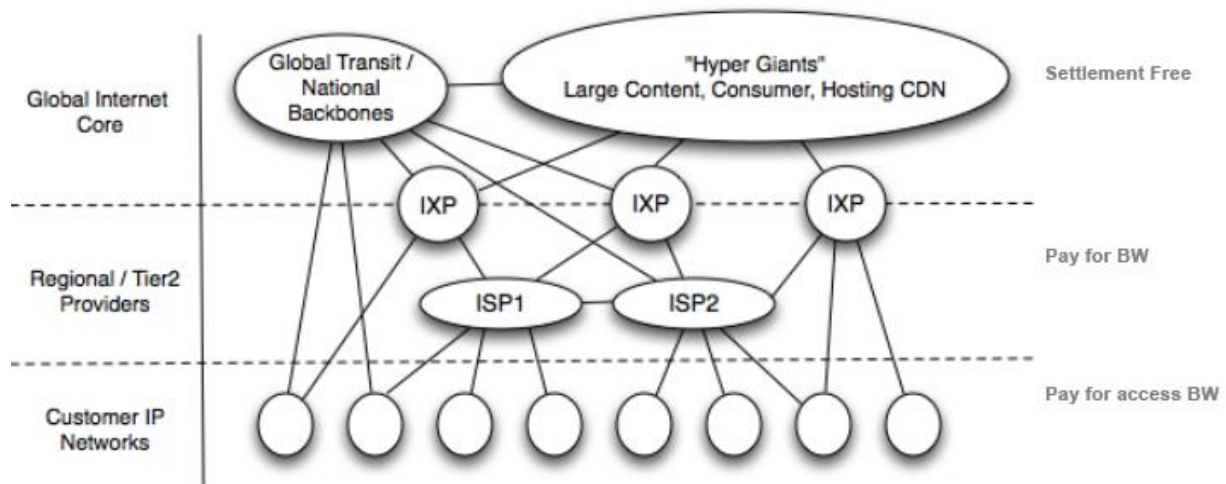 Global Internet
Core
Global Transit /
National
Backbones
"Hyper Giants"
Large Content, Consumer, Hosting CDN
Settlement Free
IXP
IXP
IXP
Regional / Tier2
Providers
ISP1
ISP2
Pay for BW
Customer IP
Networks
Pay for access BW